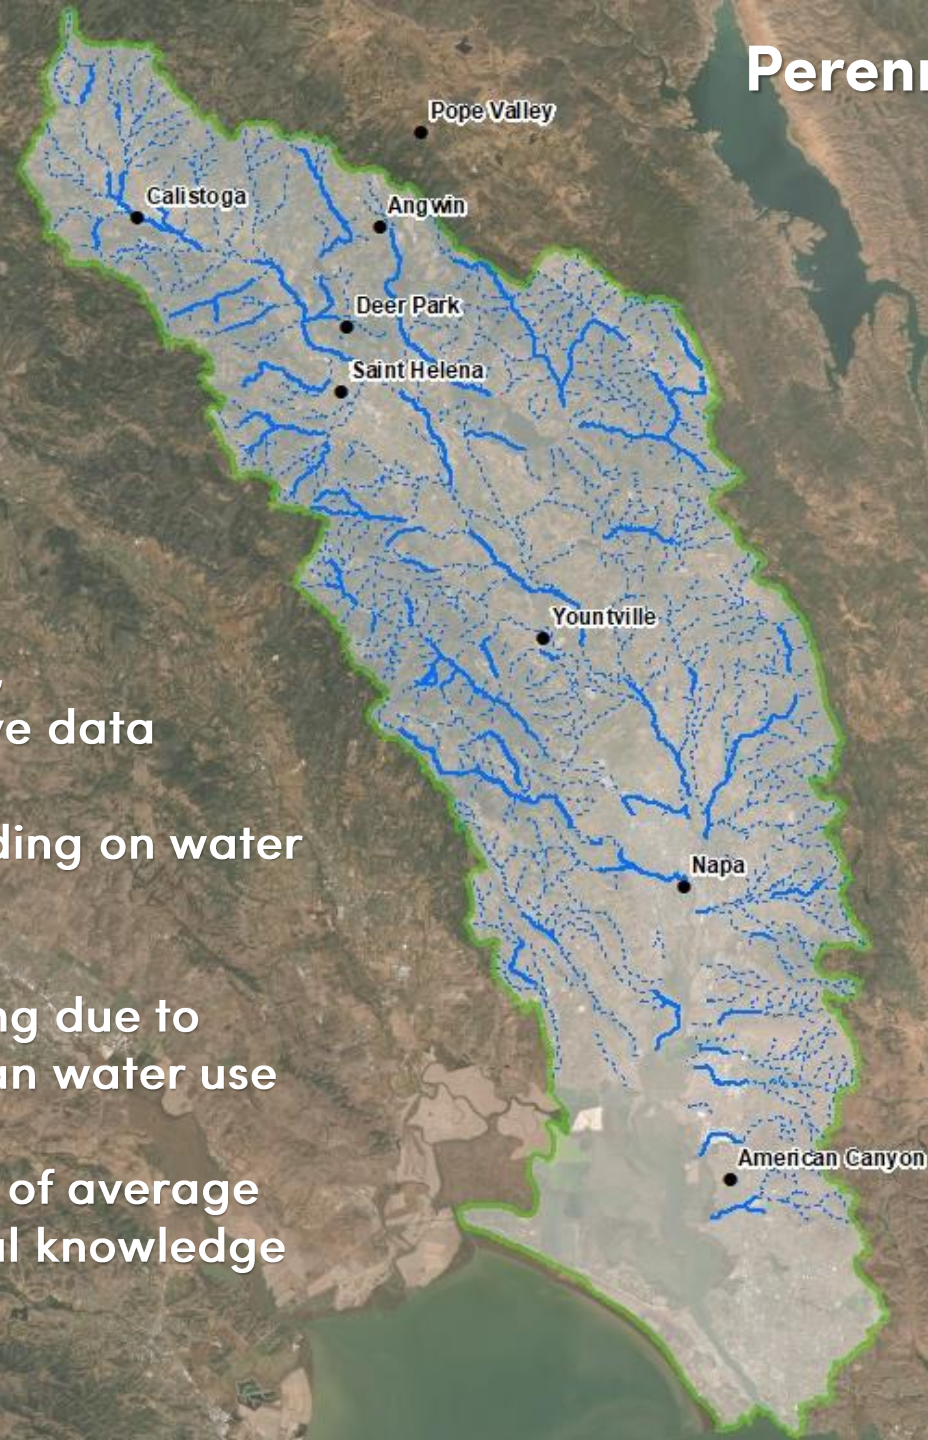 Perenn
Pope Valley
Calistoga
Angwin
Deer Park
Saint Helena
Yountville
ve data
ding on water
Napa
ng due to
an water use
American Canyon
of average
al knowledge